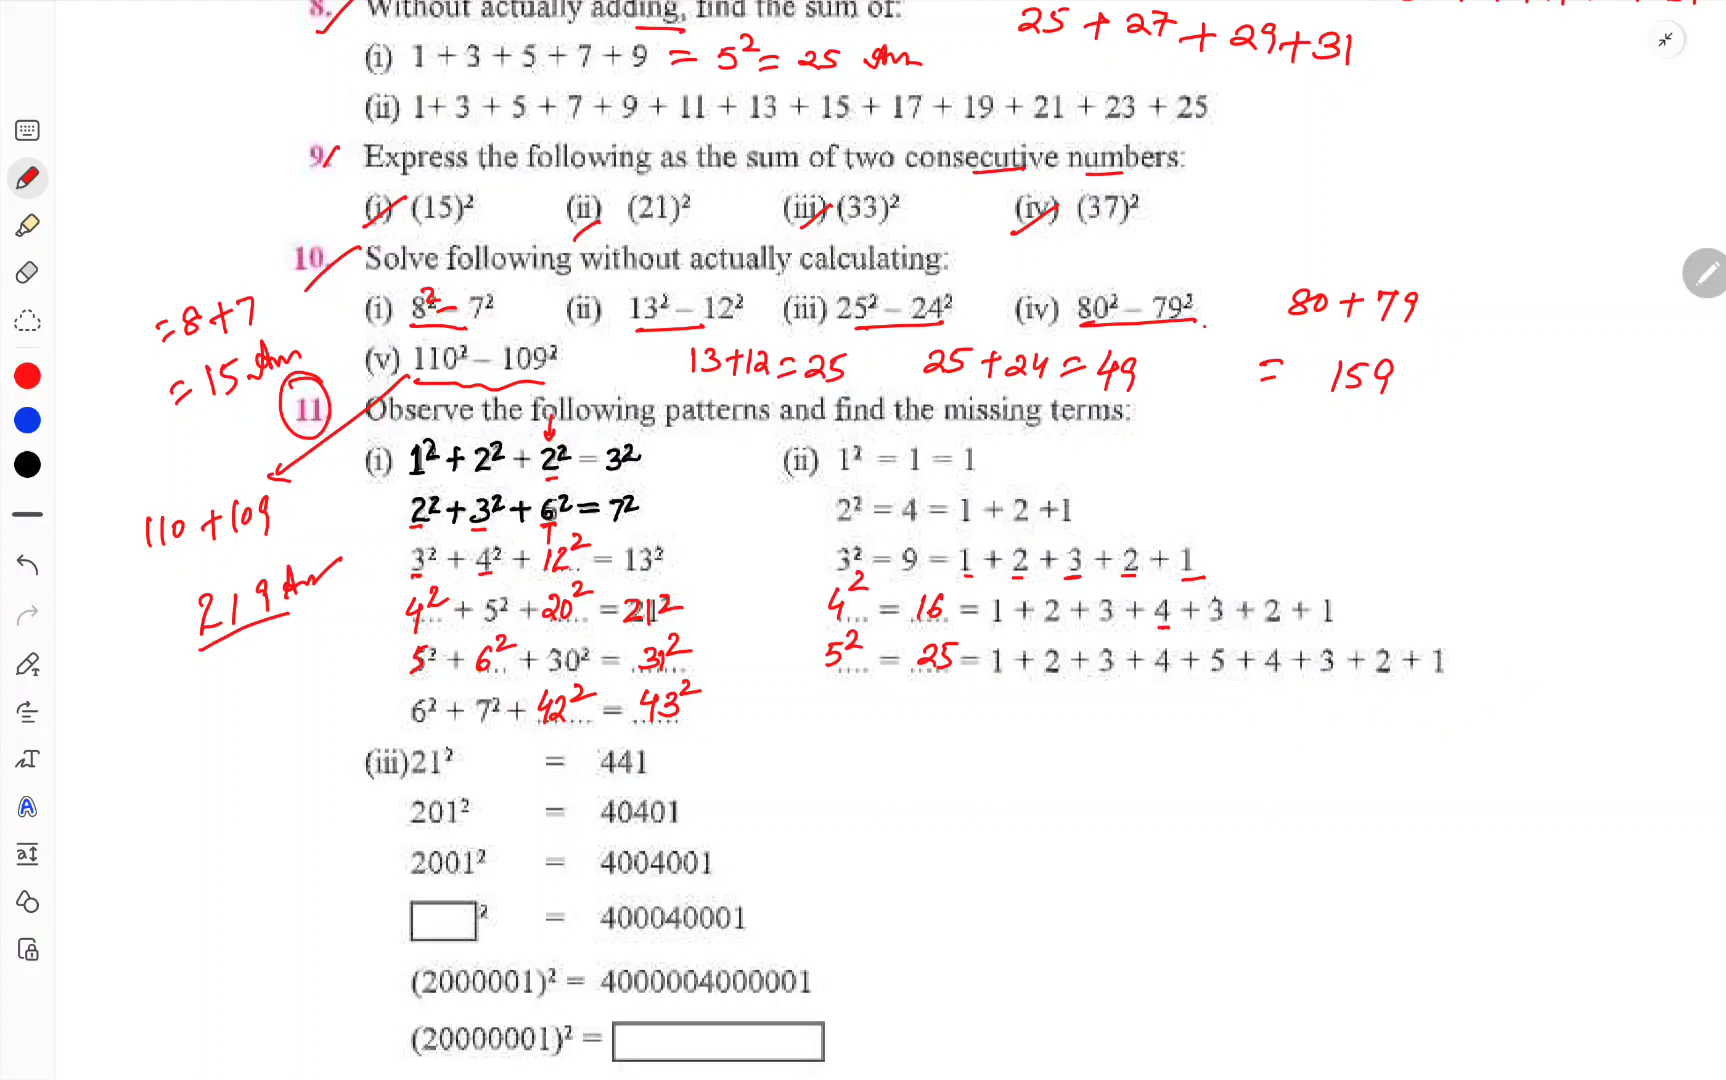 8. Without actually adding, find the sum of:
25 + 27 + 29 + 31
(i) 1 + 3 + 5 + 7 + 9 = 5² = 25 Ans
(ii) 1+ 3 + 5 + 7 + 9 + 11 + 13 + 15 + 17 + 19 + 21 + 23 + 25
9. Express the following as the sum of two consecutive numbers:
(i) (15)² (ii) (21)² (iii) (33)² (iv) (37)²
10. Solve following without actually calculating:
(i) 8² – 7² (ii) 13² – 12² (iii) 25² – 24² (iv) 80² – 79² 80 + 79
= 8 + 7
(v) 110² – 109² 13+12 = 25 25 + 24 = 49 = 159
= 15 Ans
11. Observe the following patterns and find the missing terms:
(i) 1² + 2² + 2² = 3² (ii) 1² = 1 = 1
2² + 3² + 6² = 7² 2² = 4 = 1 + 2 +1
110 + 109
3² + 4² + 12² = 13² 3² = 9 = 1 + 2 + 3 + 2 + 1
219 Ans
4² + 5² + 20² = 21² 4² = 16 = 1 + 2 + 3 + 4 + 3 + 2 + 1
5² + 6² + 30² = 31² 5² = 25 = 1 + 2 + 3 + 4 + 5 + 4 + 3 + 2 + 1
6² + 7² + 42² = 43²
(iii) 21² = 441
201² = 40401
2001² = 4004001
² = 400040001
(2000001)² = 4000004000001
(20000001)² =